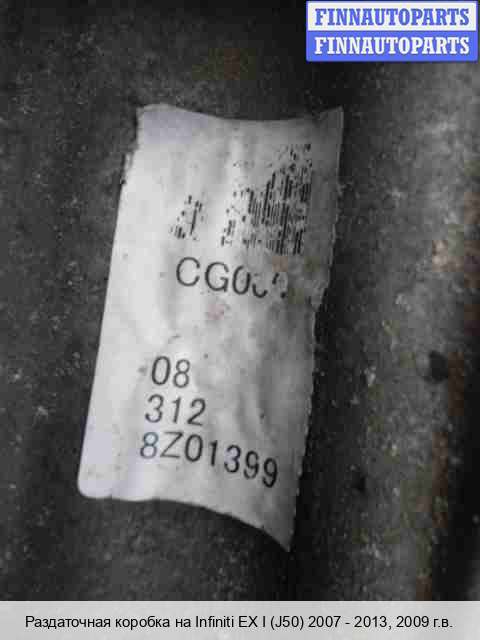 FINNAUTOPARTS
FINNAUTOPARTS
08
312
8Z01399
Раздаточная коробка на Infiniti EX I (J50) 2007 - 2013, 2009 г.в.